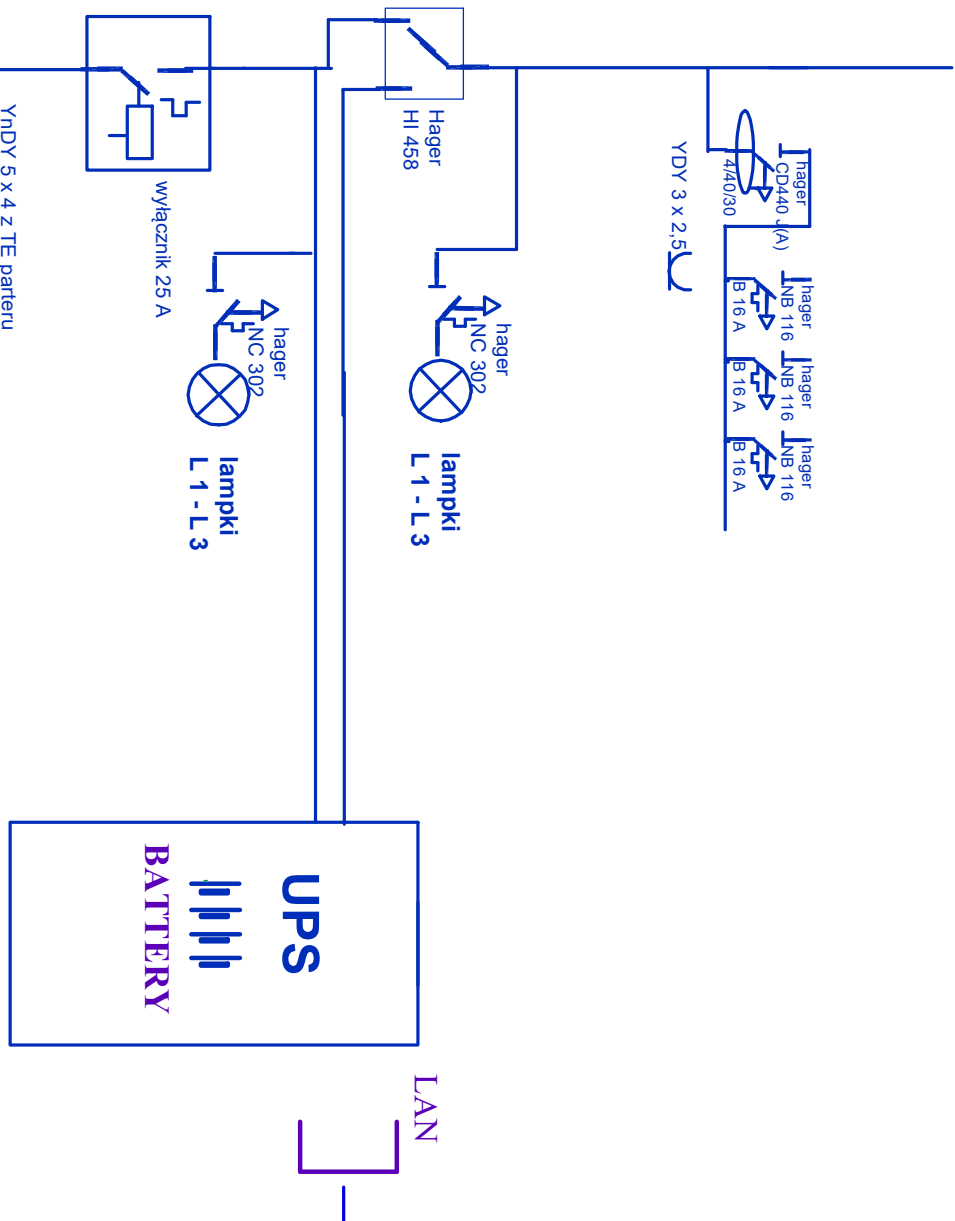 hager
CD440 J(A)
4/40/30
hager
NB 116
B 16 A
hager
NB 116
B 16 A
hager
NB 116
B 16 A
YDY 3 x 2,5
Hager
HI 458
hager
NC 302
lampki
L 1 - L 3
wyłącznik 25 A
hager
NC 302
lampki
L 1 - L 3
YnDY 5 x 4 z TE parteru
UPS
BATTERY
LAN